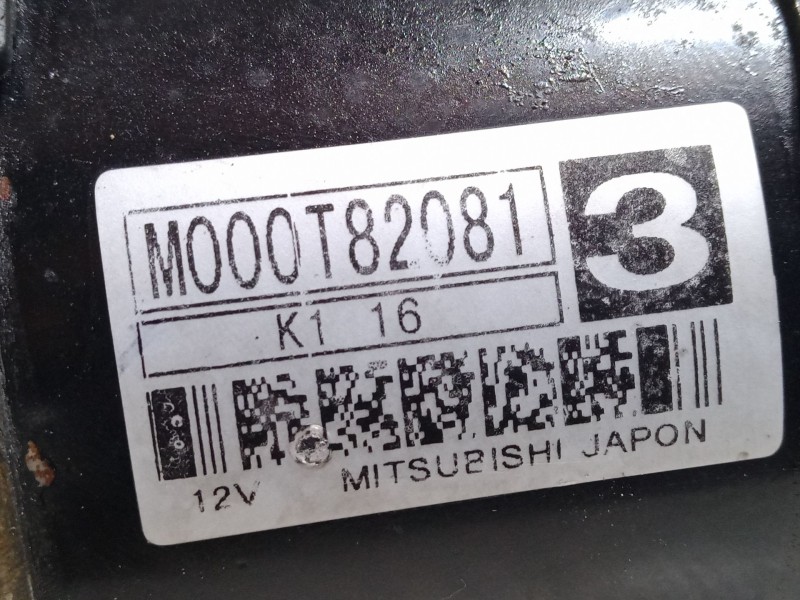 M000T82081
3
K1 16
12V
MITSUBISHI JAPON